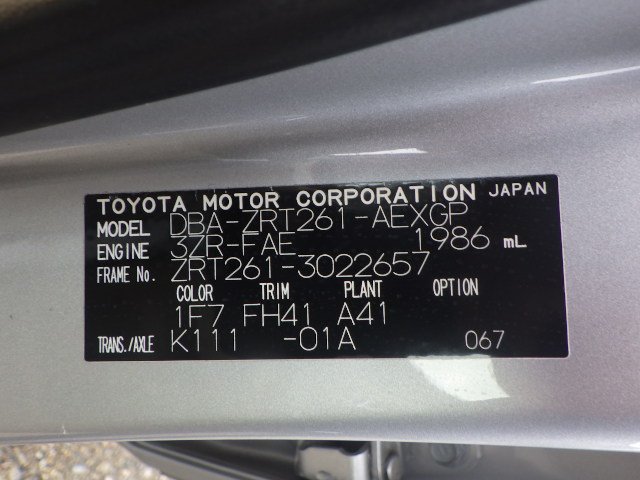 TOYOTA MOTOR CORPORATION JAPAN
MODEL DBA-ZRT261-AEXGP
ENGINE 3ZR-FAE 1986 mL
FRAME No. ZRT261-3022657
COLOR TRIM PLANT OPTION
1F7 FH41 A41
TRANS./AXLE K111 -01A 067